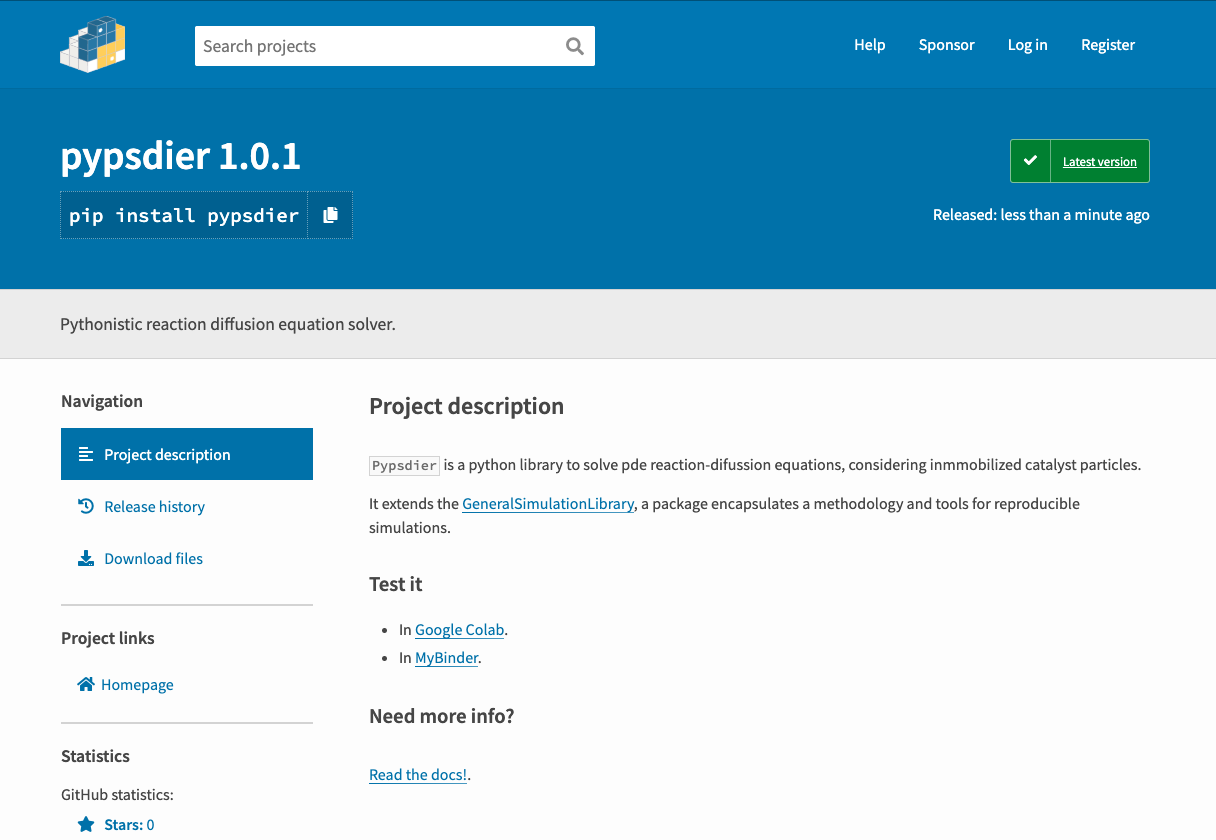 Search projects
Help
Sponsor
Log in
Register
pypsdier 1.0.1
pip install pypsdier
Latest version
Released: less than a minute ago
Pythonistic reaction diffusion equation solver.
Navigation
Project description
Release history
Download files
Project links
Homepage
Statistics
GitHub statistics:
Stars: 0
Project description
Pypsdier is a python library to solve pde reaction-difussion equations, considering inmmobilized catalyst particles.
It extends the GeneralSimulationLibrary, a package encapsulates a methodology and tools for reproducible
simulations.
Test it
In Google Colab.
In MyBinder.
Need more info?
Read the docs!.